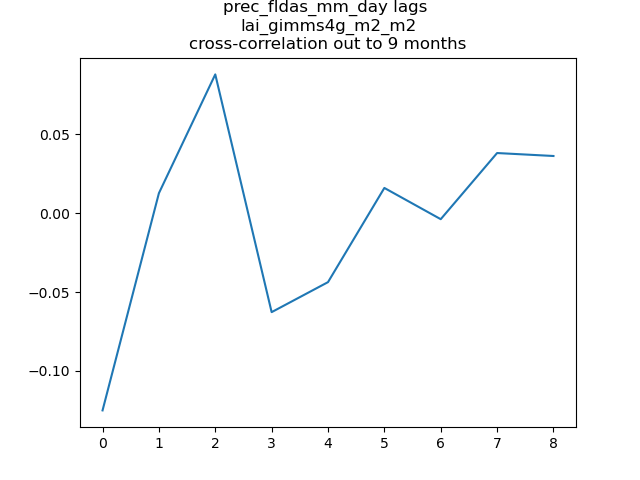 prec_fldas_mm_day lags
lai_gimms4g_m2_m2
cross-correlation out to 9 months
0.05
0.00
−0.05
−0.10
0 1 2 3 4 5 6 7 8